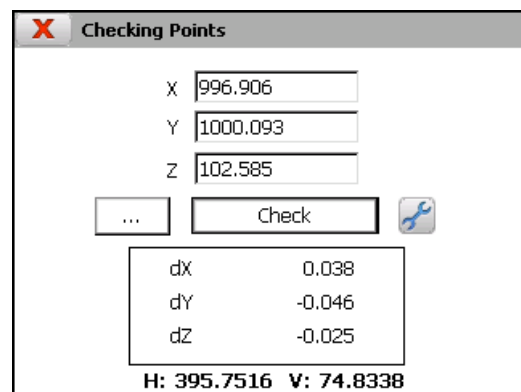 X Checking Points
X 996.906
Y 1000.093
Z 102.585
... Check
dX 0.038
dY -0.046
dZ -0.025
H: 395.7516 V: 74.8338